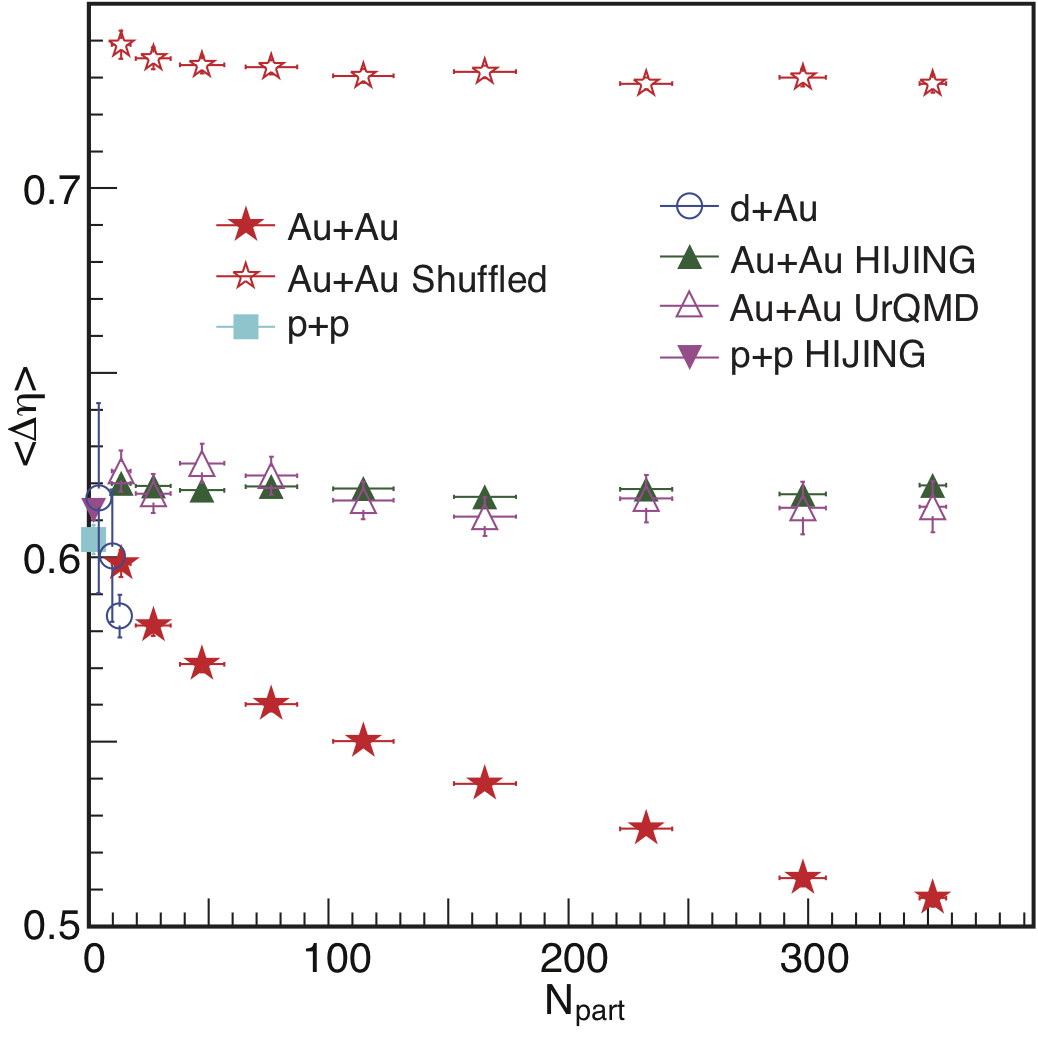 0.7
0.6
0.5
<Δη>
Au+Au
Au+Au Shuffled
p+p
d+Au
Au+Au HIJING
Au+Au UrQMD
p+p HIJING
0 100 200 300
Npart